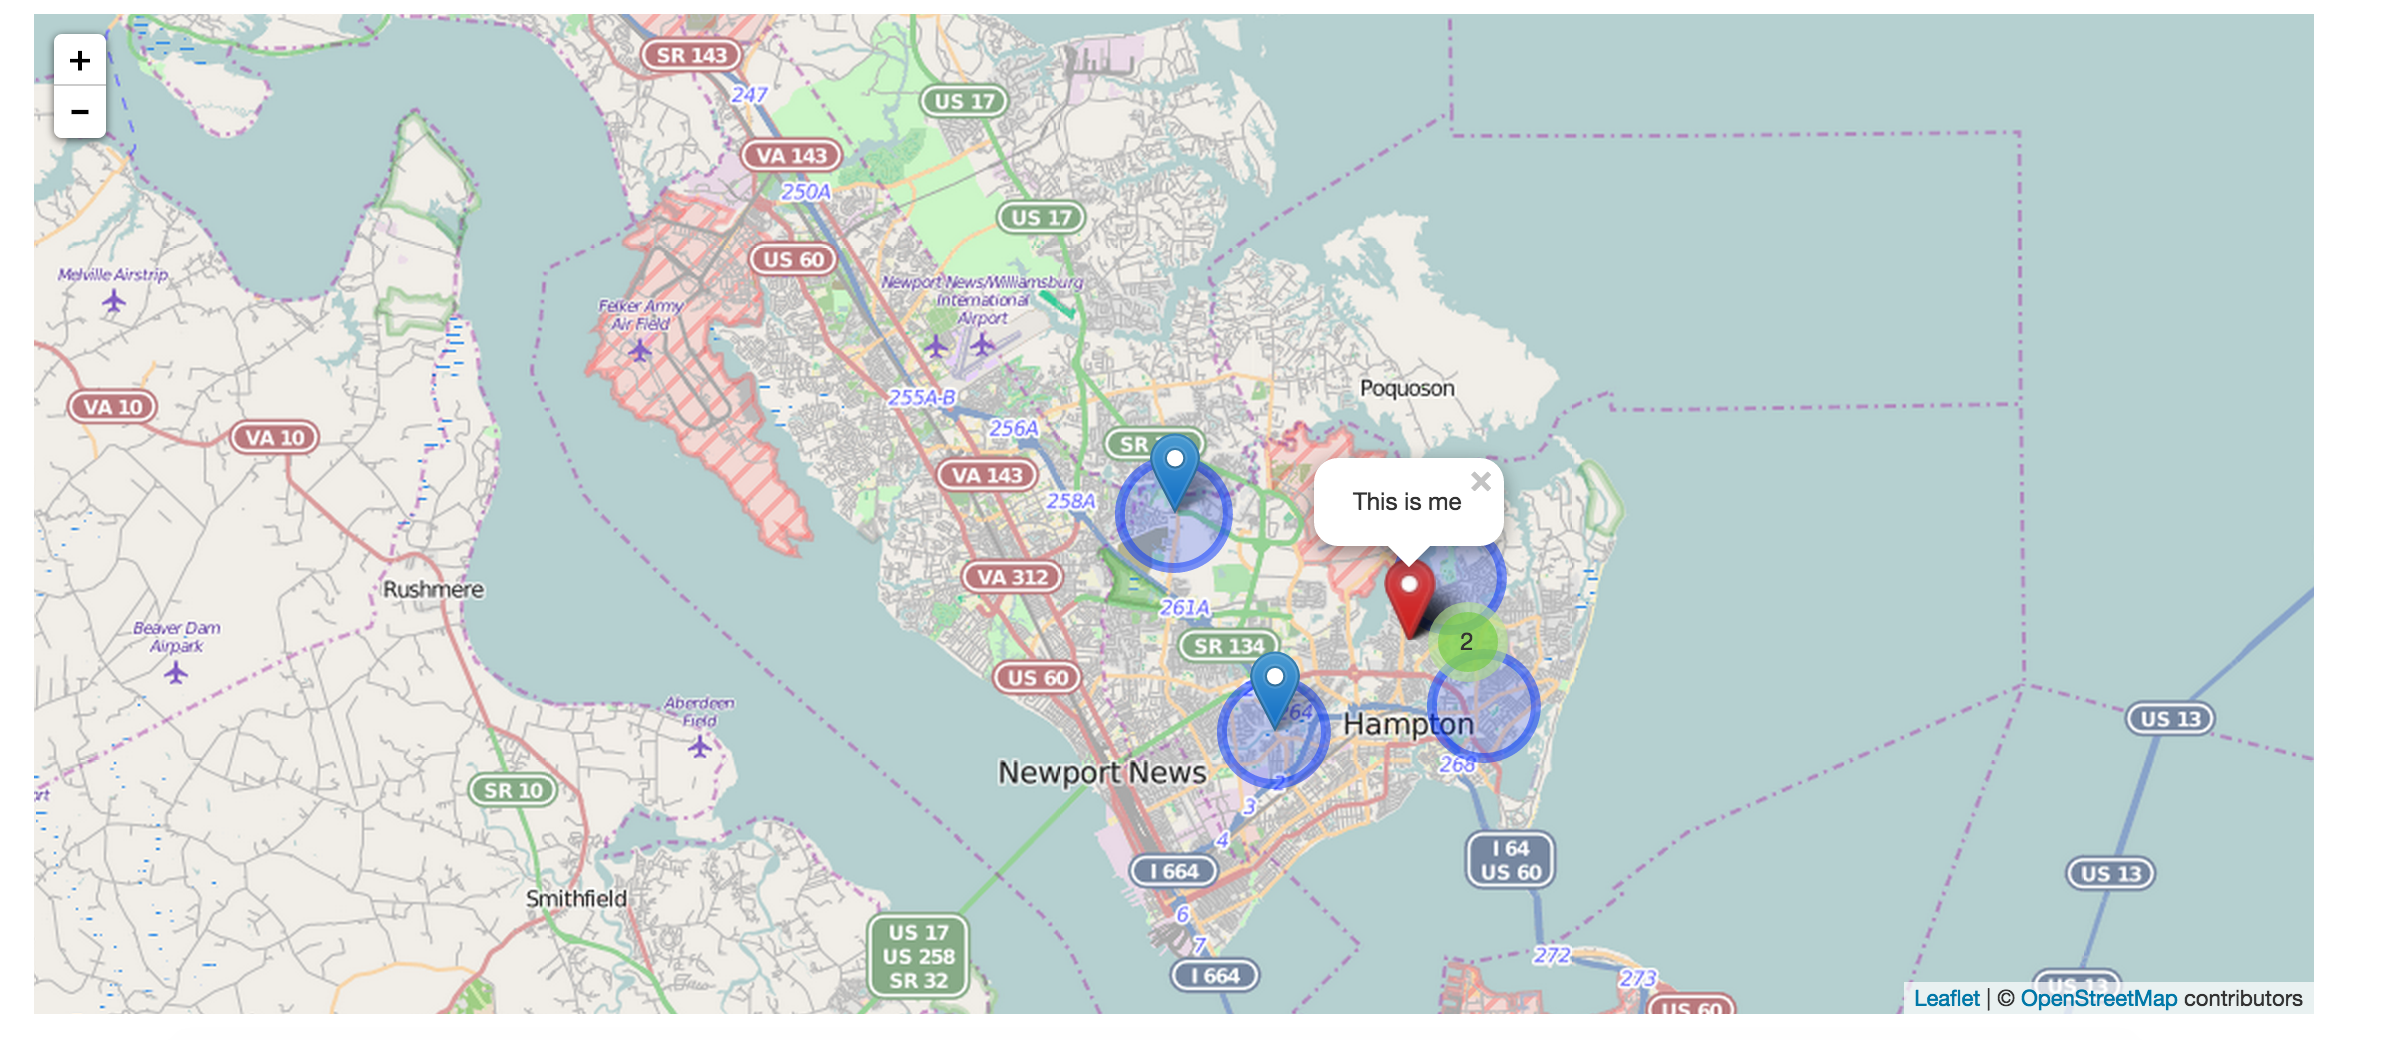 +
−
SR 143
247
US 17
VA 143
250A
US 17
US 60
Melville Airstrip
Newport News/Williamsburg
International
Airport
Felker Army
Air Field
Poquoson
255A-B
VA 10
256A
VA 10
SR
VA 143
258A
This is me
×
VA 312
Rushmere
261A
Beaver Dam
Airpark
SR 134
2
US 60
Aberdeen
Field
64
Hampton
US 13
Newport News
268
2
SR 10
3
4
I 64
US 60
I 664
US 13
Smithfield
6
US 17
US 258
SR 32
7
272
I 664
273
US 13
US 60
Leaflet | © OpenStreetMap contributors